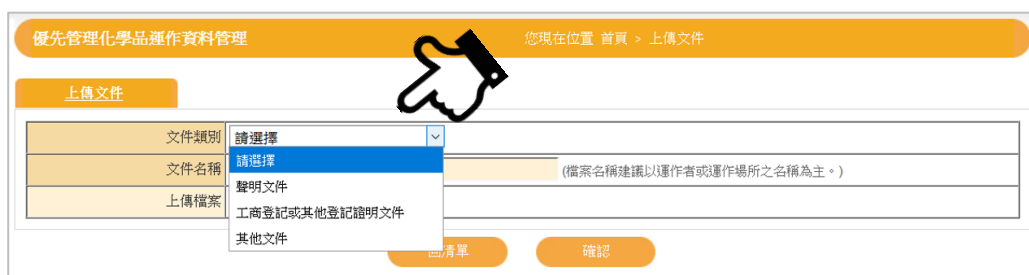 優先管理化學品運作資料管理
您現在位置 首頁 > 上傳文件
上傳文件
文件類別 請選擇
請選擇
聲明文件
工商登記或其他登記證明文件
其他文件
文件名稱 (檔案名稱建議以運作者或運作場所之名稱為主。)
上傳檔案
回清單 確認